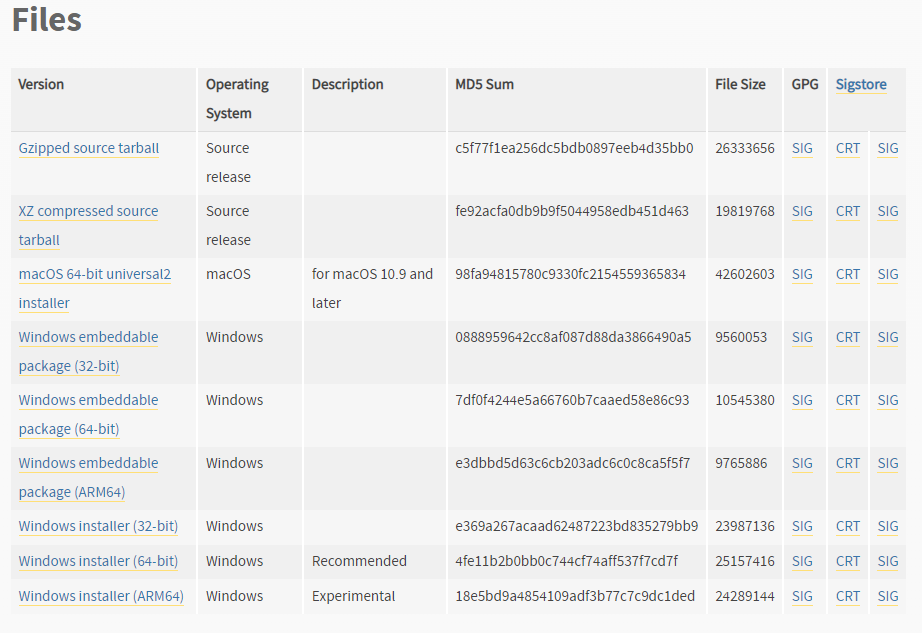 Files
Version Operating System Description MD5 Sum File Size GPG Sigstore
Gzipped source tarball Source release c5f77f1ea256dc5bdb0897eeb4d35bb0 26333656 SIG CRT SIG
XZ compressed source tarball Source release fe92acfa0db9b9f5044958edb451d463 19819768 SIG CRT SIG
macOS 64-bit universal2 installer macOS for macOS 10.9 and later 98fa94815780c9330fc2154559365834 42602603 SIG CRT SIG
Windows embeddable package (32-bit) Windows 0888959642cc8af087d88da3866490a5 9560053 SIG CRT SIG
Windows embeddable package (64-bit) Windows 7df0f4244e5a66760b7caaed58e86c93 10545380 SIG CRT SIG
Windows embeddable package (ARM64) Windows e3dbbd5d63c6cb203adc6c0c8ca5f5f7 9765886 SIG CRT SIG
Windows installer (32-bit) Windows e369a267acaad62487223bd835279bb9 23987136 SIG CRT SIG
Windows installer (64-bit) Windows Recommended 4fe11b2b0bb0c744cf74aff537f7cd7f 25157416 SIG CRT SIG
Windows installer (ARM64) Windows Experimental 18e5bd9a4854109adf3b77c7c9dc1ded 24289144 SIG CRT SIG